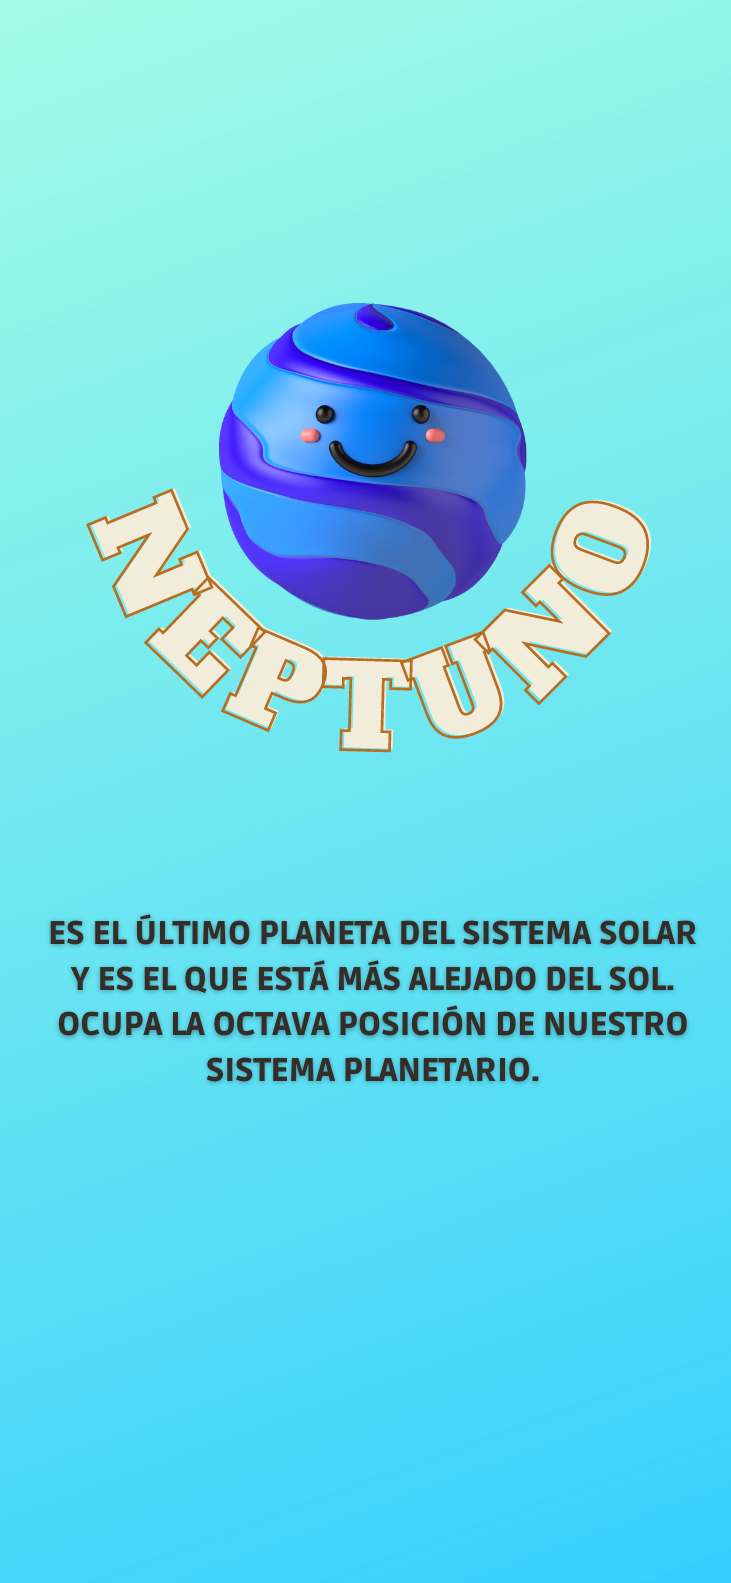 NEPTUNO
ES EL ÚLTIMO PLANETA DEL SISTEMA SOLAR
Y ES EL QUE ESTÁ MÁS ALEJADO DEL SOL.
OCUPA LA OCTAVA POSICIÓN DE NUESTRO
SISTEMA PLANETARIO.